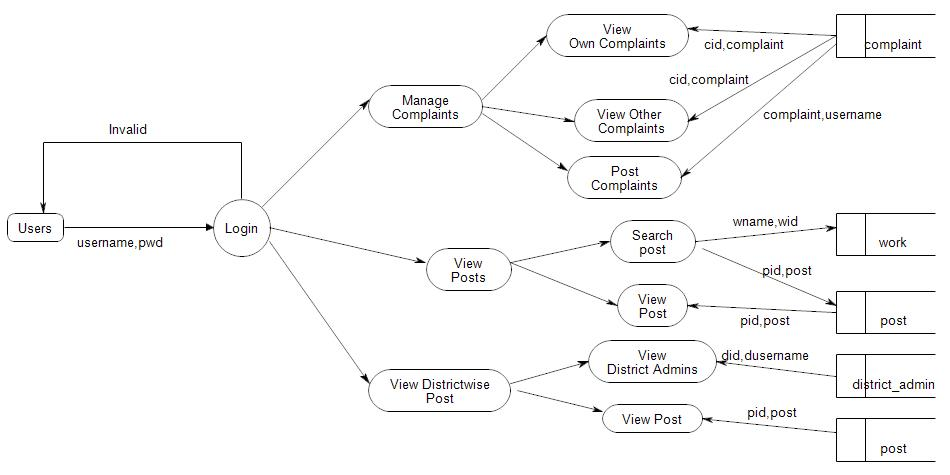 View
Own Complaints
complaint
cid,complaint
cid,complaint
Manage
Complaints
View Other
Complaints
complaint,username
Invalid
Post
Complaints
Users
username,pwd
Login
wname,wid
Search
post
work
View
Posts
pid,post
View
Post
pid,post
post
View
District Admins
did,dusername
district_admin
View Districtwise
Post
View Post
pid,post
post